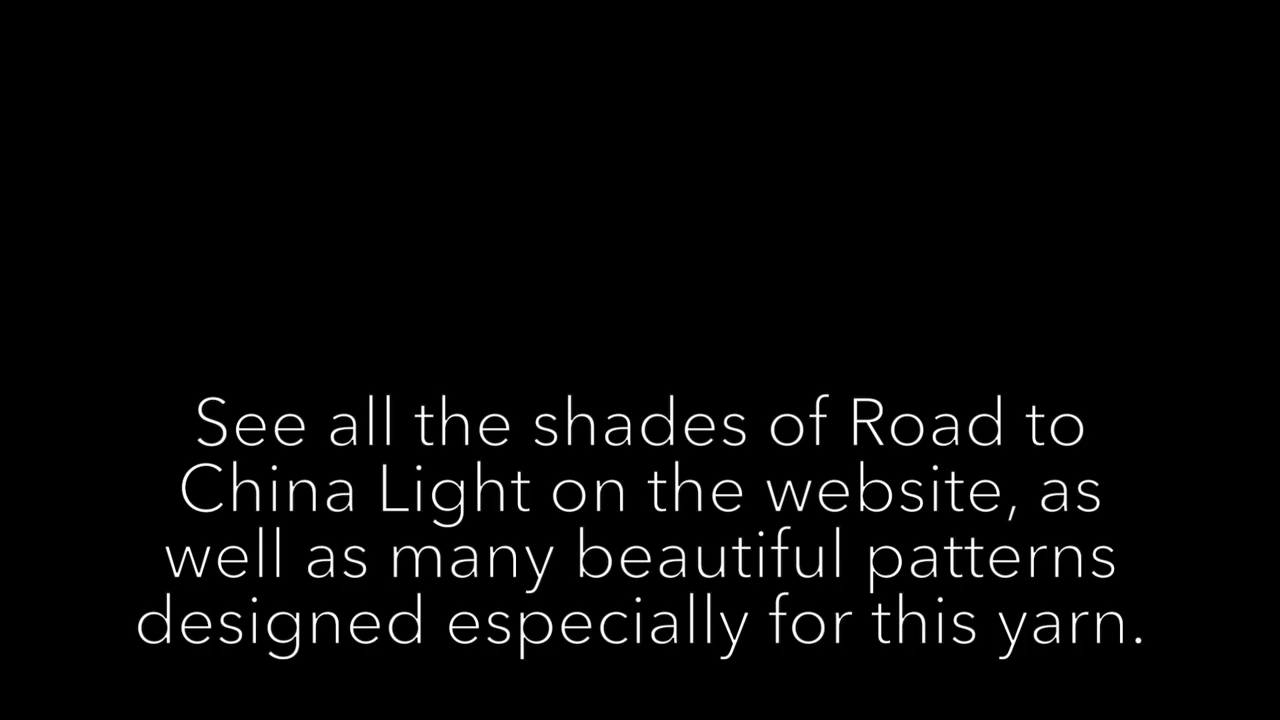 See all the shades of Road to
China Light on the website, as
well as many beautiful patterns
designed especially for this yarn.